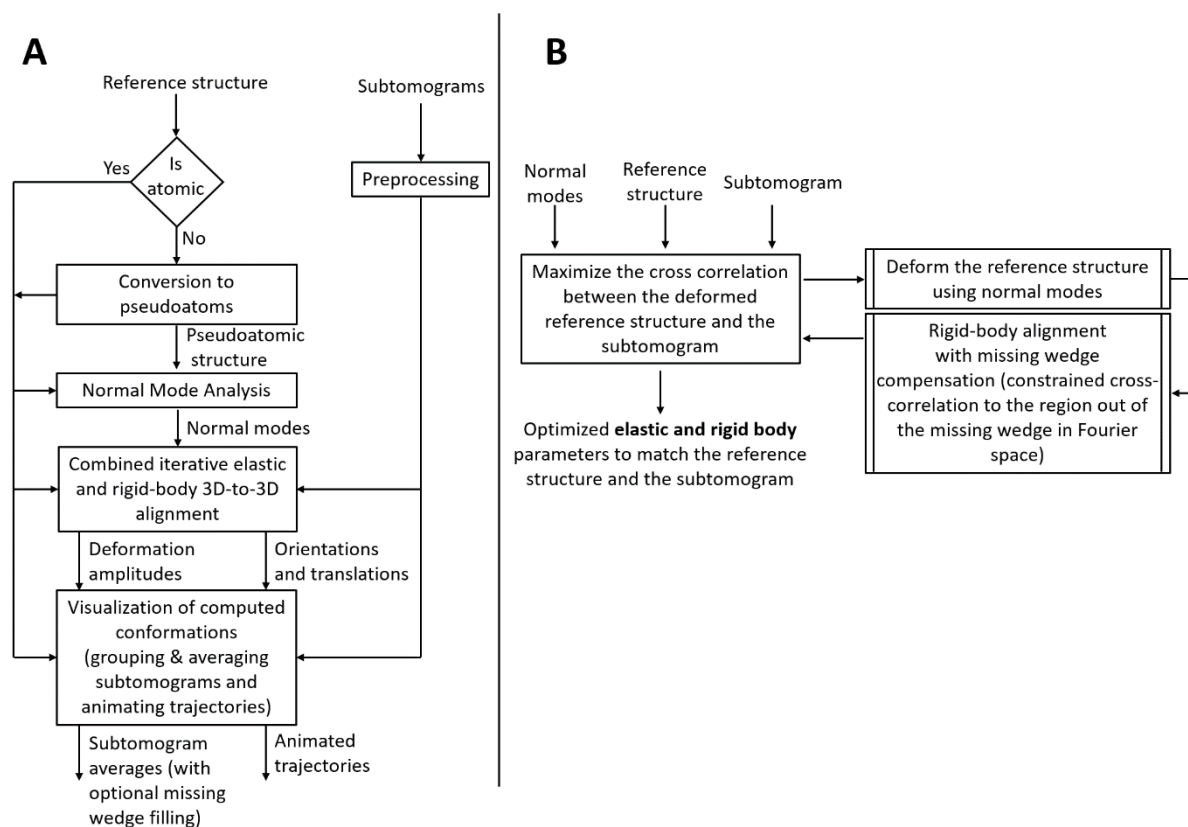 A
Reference structure
Subtomograms
Yes
Is
atomic
Preprocessing
No
Conversion to
pseudoatoms
Pseudoatomic
structure
Normal Mode Analysis
Normal modes
Combined iterative elastic
and rigid-body 3D-to-3D
alignment
Deformation
amplitudes
Orientations
and translations
Visualization of computed
conformations
(grouping & averaging
subtomograms and
animating trajectories)
Subtomogram
averages (with
optional missing
wedge filling)
Animated
trajectories
B
Normal
modes
Reference
structure
Subtomogram
Maximize the cross correlation
between the deformed
reference structure and the
subtomogram
Deform the reference structure
using normal modes
Rigid-body alignment
with missing wedge
compensation (constrained cross-
correlation to the region out of
the missing wedge in Fourier
space)
Optimized elastic and rigid body
parameters to match the reference
structure and the subtomogram